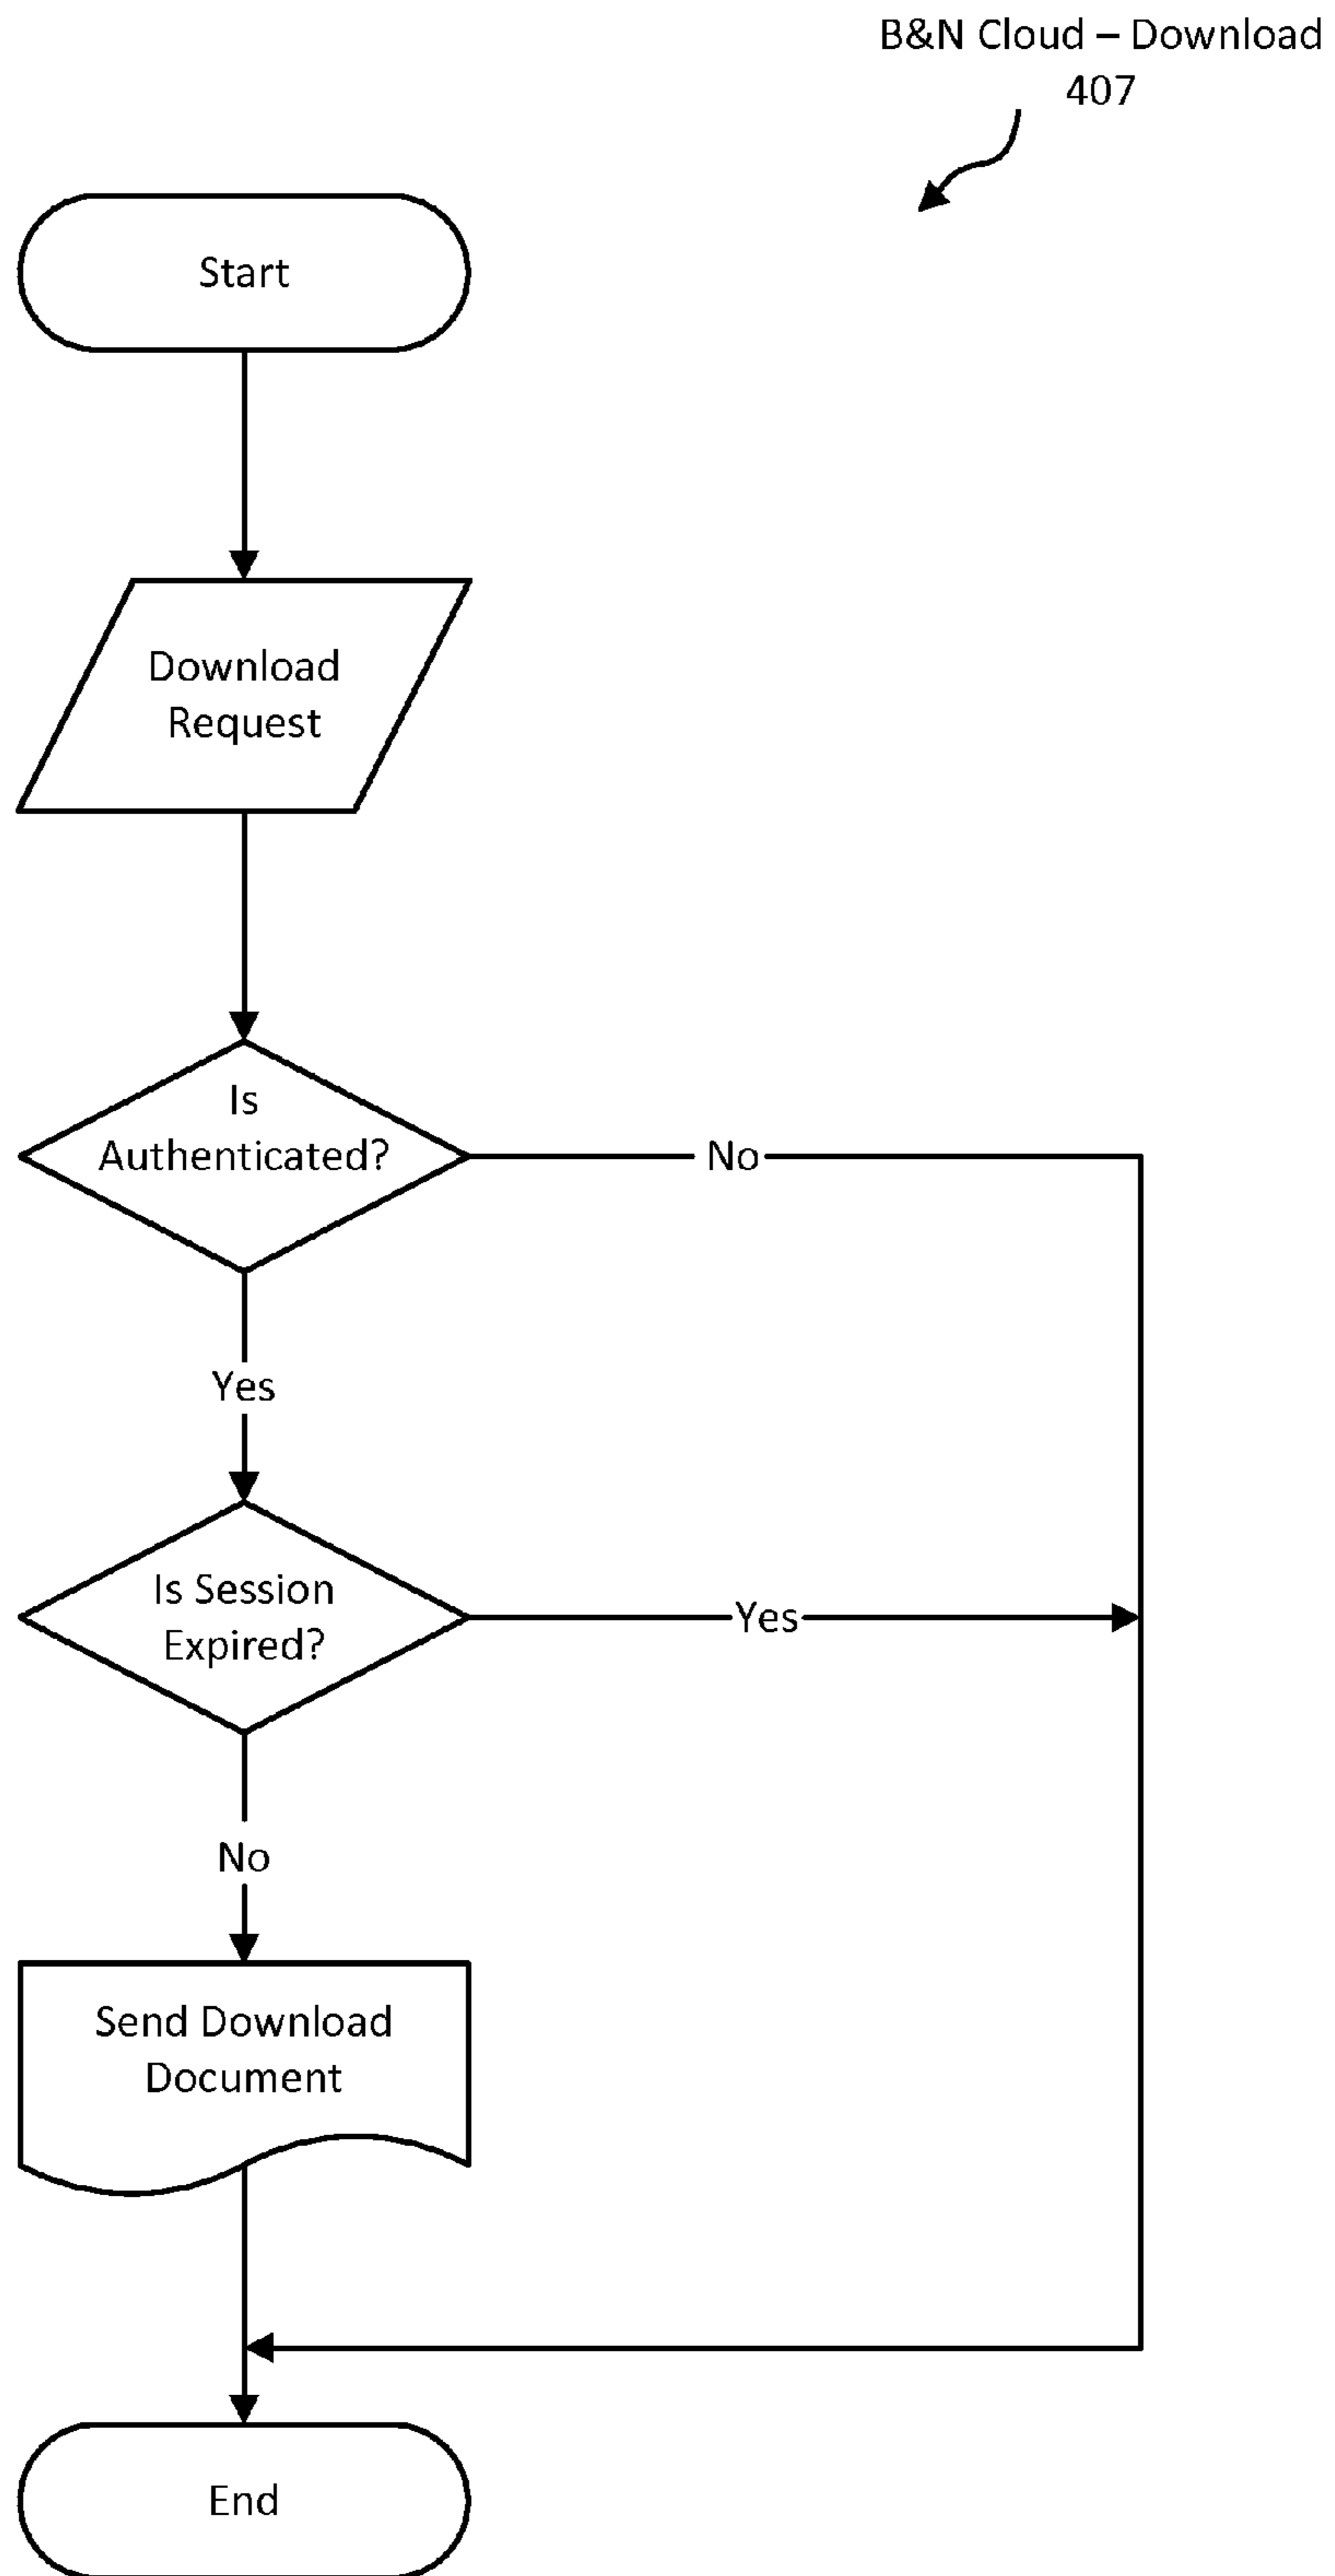 B&N Cloud – Download
407
Start
Download
Request
Is
Authenticated?
No
Yes
Is Session
Expired?
Yes
No
Send Download
Document
End